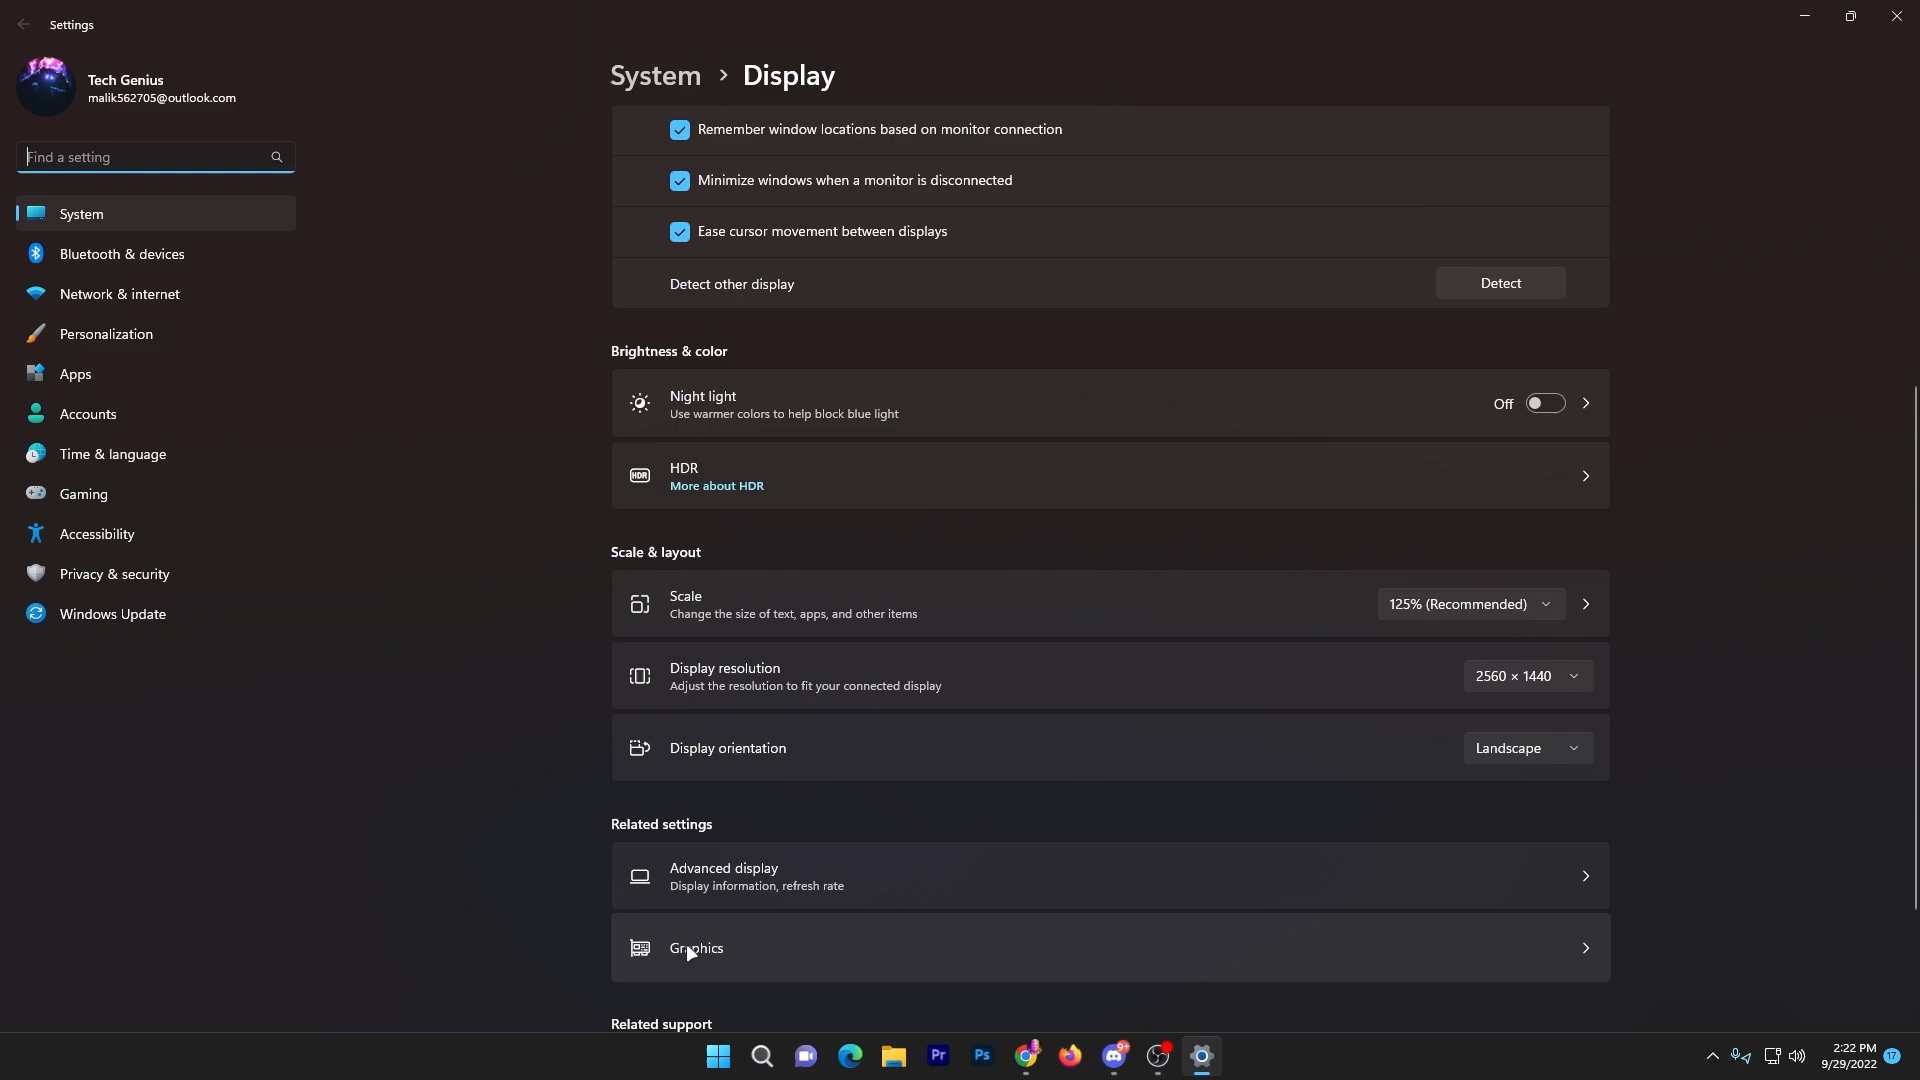 Settings
Tech Genius
malik562705@outlook.com
Find a setting
System
Bluetooth & devices
Network & internet
Personalization
Apps
Accounts
Time & language
Gaming
Accessibility
Privacy & security
Windows Update
System > Display
Remember window locations based on monitor connection
Minimize windows when a monitor is disconnected
Ease cursor movement between displays
Detect other display
Detect
Brightness & color
Night light
Use warmer colors to help block blue light
Off
HDR
HDR
More about HDR
Scale & layout
Scale
Change the size of text, apps, and other items
125% (Recommended)
Display resolution
Adjust the resolution to fit your connected display
2560 × 1440
Display orientation
Landscape
Related settings
Advanced display
Display information, refresh rate
Graphics
Related support
Pr
Ps
9+
2:22 PM
9/29/2022
17